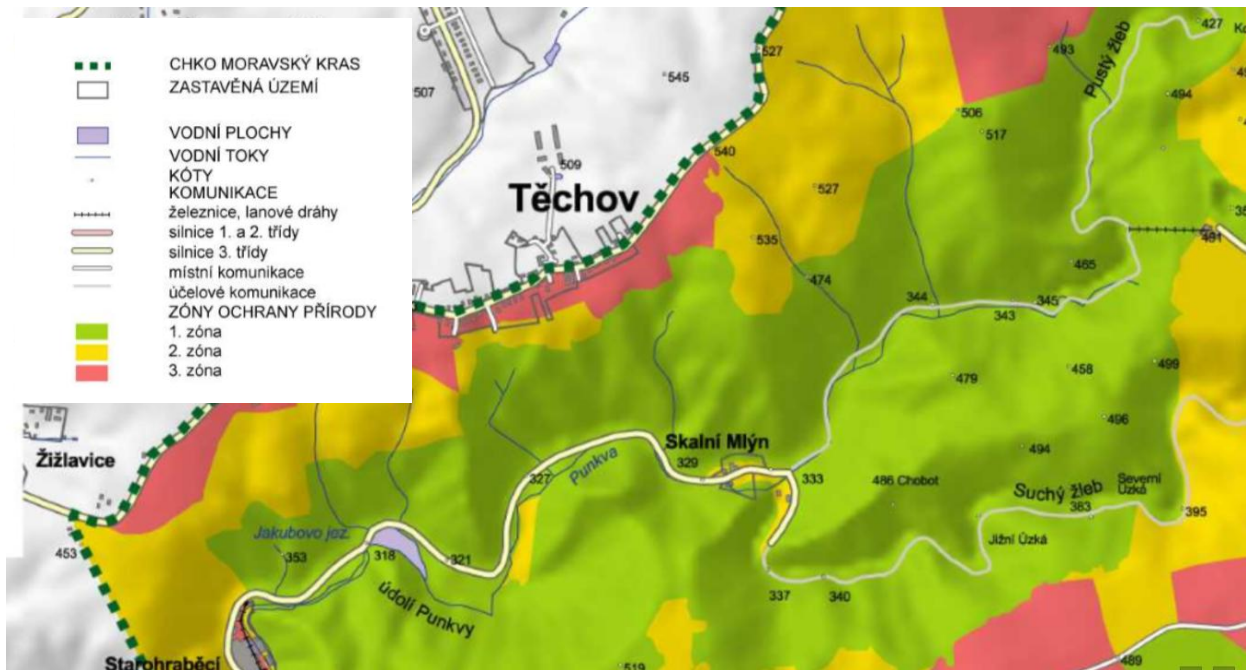 CHKO MORAVSKÝ KRAS
ZASTAVĚNÁ ÚZEMÍ
VODNÍ PLOCHY
VODNÍ TOKY
KÓTY
KOMUNIKACE
železnice, lanové dráhy
silnice 1. a 2. třídy
silnice 3. třídy
místní komunikace
účelové komunikace
ZÓNY OCHRANY PŘÍRODY
1. zóna
2. zóna
3. zóna
427
527
493
Pustý žleb
545
507
494
506
517
540
509
Těchov
527
535
481
465
474
344
345
343
499
458
479
496
Skalní Mlýn
494
Žižlavice
329
Punkva
327
333
486 Chobot
Suchý žleb
Severní
Úzká
383
395
Jakubovo jez.
Jižní Úzká
453
353
318
321
337
340
údolí Punkvy
Starohraběcí
519
489